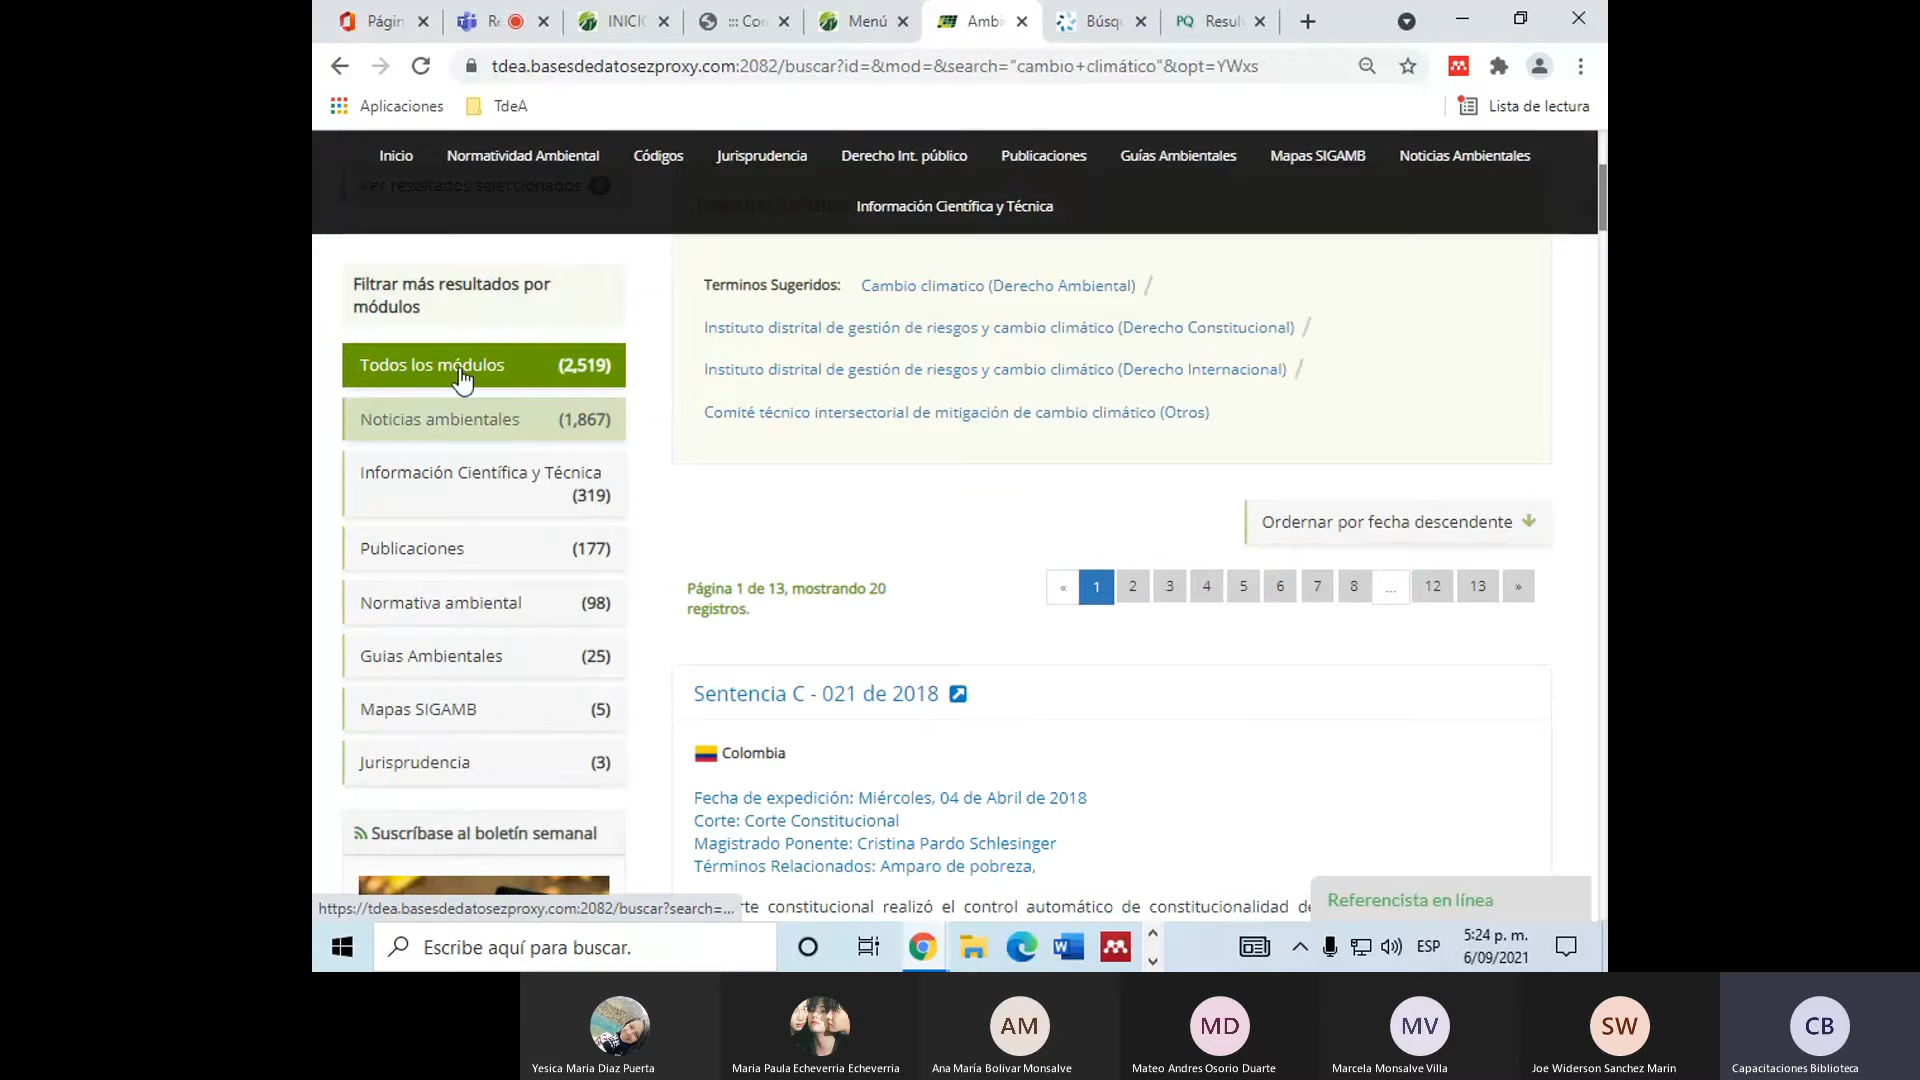 Págin
Re
INICIO
::: Con
Menú
Ambi
Búsq
PQ Resul
tdea.basesdedatosezproxy.com:2082/buscar?id=&mod=&search="cambio+climático"&opt=YWxs
Aplicaciones
TdeA
Lista de lectura
Inicio
Normatividad Ambiental
Códigos
Jurisprudencia
Derecho Int. público
Publicaciones
Guías Ambientales
Mapas SIGAMB
Noticias Ambientales
Ver resultados seleccionados
Información Científica y Técnica
Filtrar más resultados por
módulos
Todos los módulos (2,519)
Noticias ambientales (1,867)
Información Científica y Técnica
(319)
Publicaciones (177)
Normativa ambiental (98)
Guias Ambientales (25)
Mapas SIGAMB (5)
Jurisprudencia (3)
Suscríbase al boletín semanal
https://tdea.basesdedatosezproxy.com:2082/buscar?search=...
Terminos Sugeridos: Cambio climatico (Derecho Ambiental) /
Instituto distrital de gestión de riesgos y cambio climático (Derecho Constitucional) /
Instituto distrital de gestión de riesgos y cambio climático (Derecho Internacional) /
Comité técnico intersectorial de mitigación de cambio climático (Otros)
Ordernar por fecha descendente
Página 1 de 13, mostrando 20
registros.
« 1 2 3 4 5 6 7 8 ... 12 13 »
Sentencia C - 021 de 2018
Colombia
Fecha de expedición: Miércoles, 04 de Abril de 2018
Corte: Corte Constitucional
Magistrado Ponente: Cristina Pardo Schlesinger
Términos Relacionados: Amparo de pobreza,
rte constitucional realizó el control automático de constitucionalidad de
Referencista en línea
Escribe aquí para buscar.
ESP
5:24 p. m.
6/09/2021
AM
MD
MV
SW
CB
Yesica Maria Diaz Puerta
Maria Paula Echeverria Echeverria
Ana María Bolivar Monsalve
Mateo Andres Osorio Duarte
Marcela Monsalve Villa
Joe Widerson Sanchez Marin
Capacitaciones Biblioteca